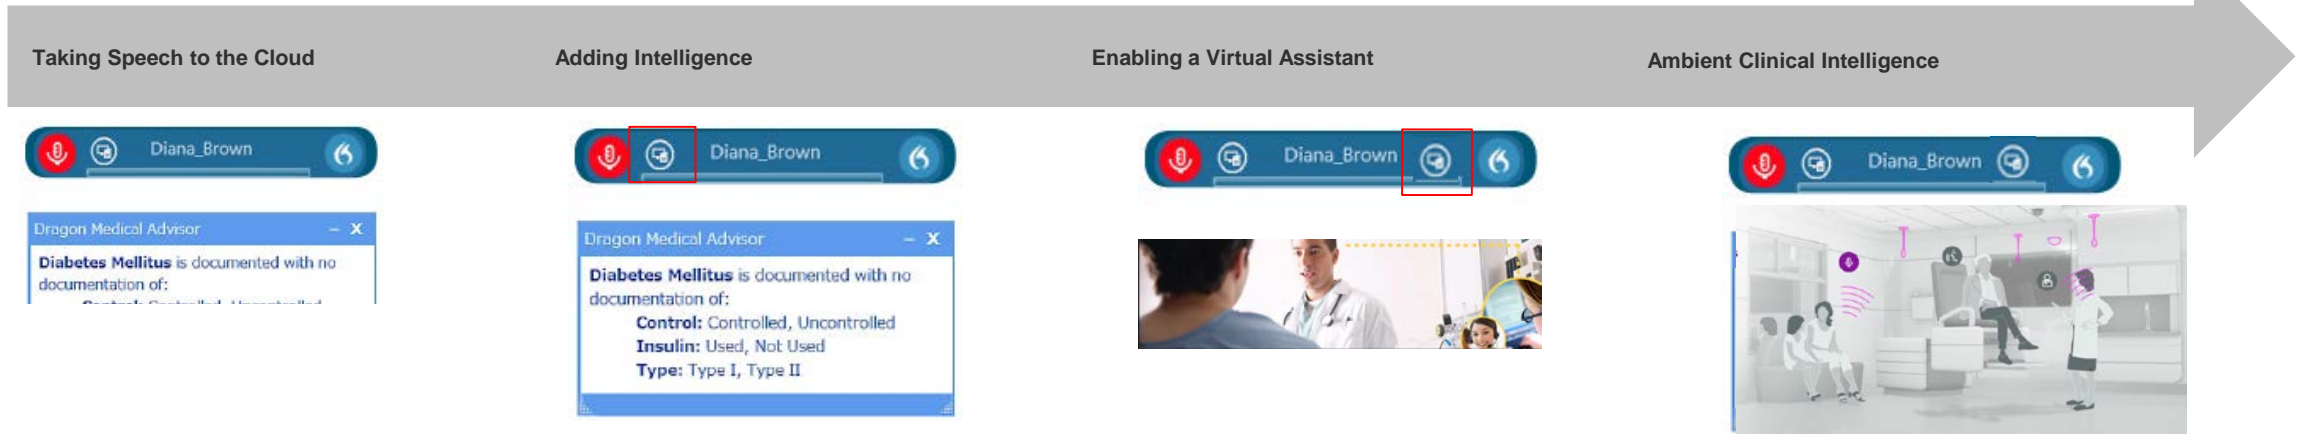 Taking Speech to the Cloud
Adding Intelligence
Enabling a Virtual Assistant
Ambient Clinical Intelligence
Diana_Brown
Diana_Brown
Diana_Brown
Diana_Brown
Dragon Medical Advisor
Diabetes Mellitus is documented with no
documentation of:
Dragon Medical Advisor
Diabetes Mellitus is documented with no
documentation of:
Control: Controlled, Uncontrolled
Insulin: Used, Not Used
Type: Type I, Type II